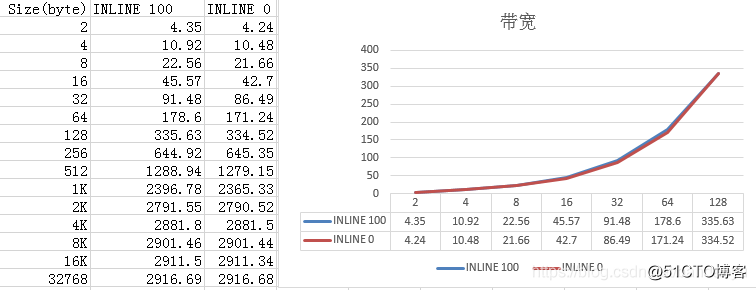 Size(byte) INLINE 100 INLINE 0
2 4.35 4.24
4 10.92 10.48
8 22.56 21.66
16 45.57 42.7
32 91.48 86.49
64 178.6 171.24
128 335.63 334.52
256 644.92 645.35
512 1288.94 1279.15
1K 2396.78 2365.33
2K 2791.55 2790.52
4K 2881.8 2881.5
8K 2901.46 2901.44
16K 2911.5 2911.34
32768 2916.69 2916.68
带宽
400
350
300
250
200
150
100
50
0
2 4 8 16 32 64 128
INLINE 100 4.35 10.92 22.56 45.57 91.48 178.6 335.63
INLINE 0 4.24 10.48 21.66 42.7 86.49 171.24 334.52
INLINE 100 INLINE 0
@51CTO博客